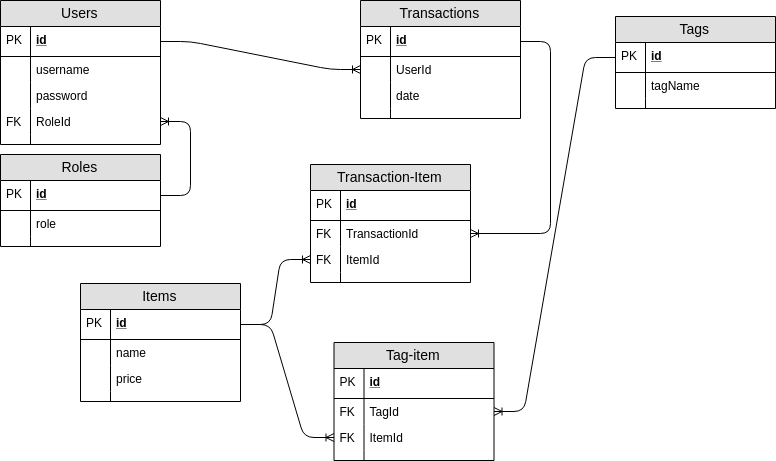 Users
PK id
username
password
FK RoleId
Roles
PK id
role
Transactions
PK id
UserId
date
Tags
PK id
tagName
Transaction-Item
PK id
FK TransactionId
FK ItemId
Items
PK id
name
price
Tag-item
PK id
FK TagId
FK ItemId